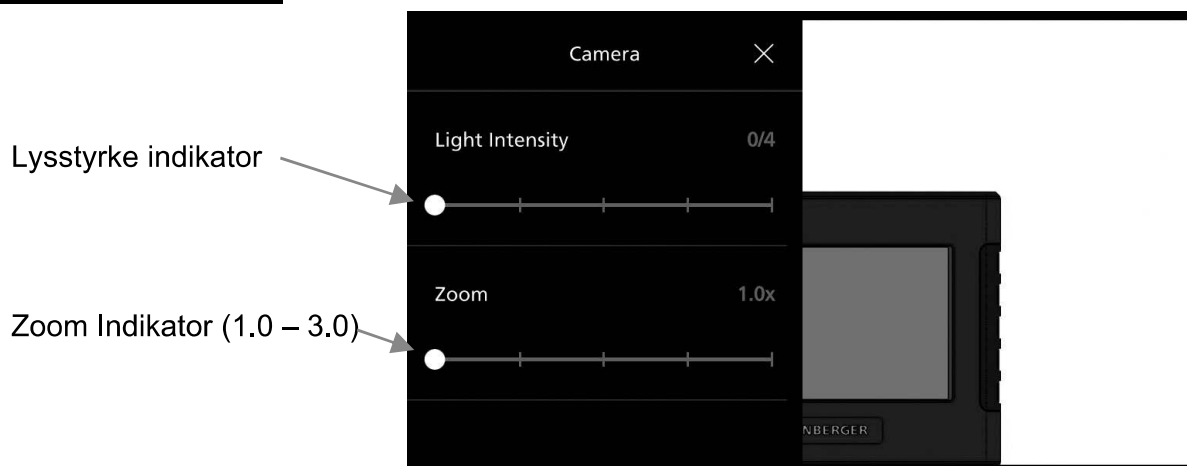 Camera
Light Intensity 0/4
Lysstyrke indikator
Zoom 1.0x
Zoom Indikator (1.0 – 3.0)
NBERGER